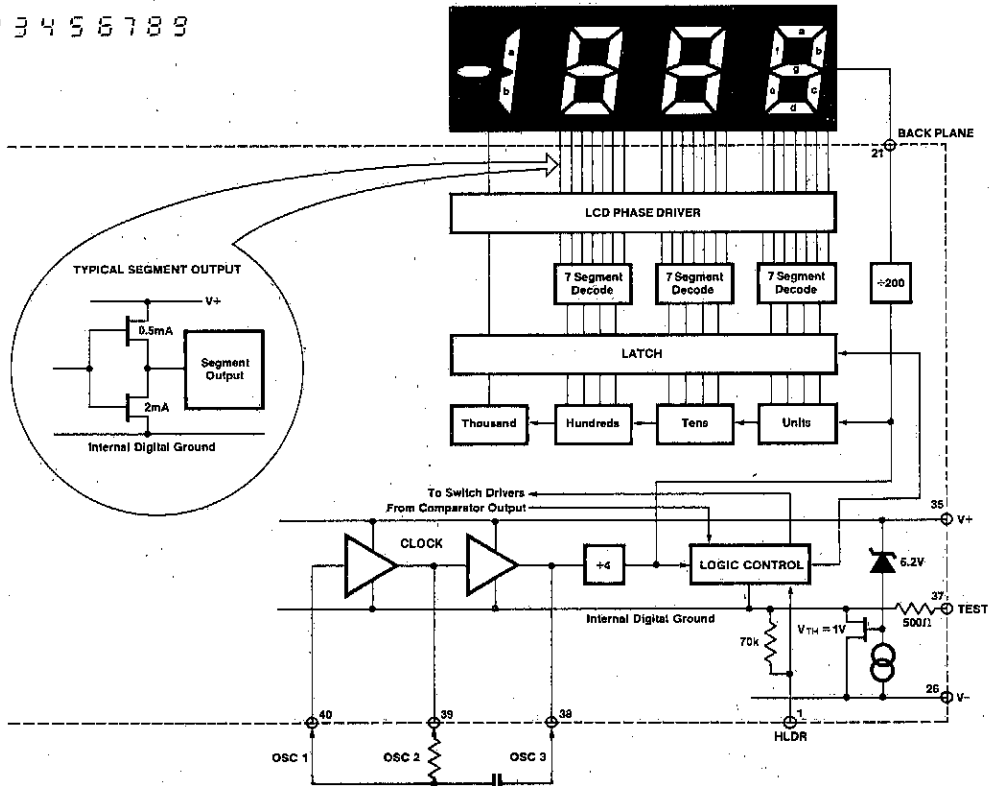 3 4 5 6 7 8 9
a
b
a
f
b
g
e
c
d
BACK PLANE
21
LCD PHASE DRIVER
TYPICAL SEGMENT OUTPUT
V+
0.5mA
Segment
Output
2mA
Internal Digital Ground
7 Segment
Decode
7 Segment
Decode
7 Segment
Decode
÷200
LATCH
Thousand
Hundreds
Tens
Units
To Switch Drivers
From Comparator Output
35
V+
CLOCK
÷4
LOGIC CONTROL
6.2V
37
TEST
500Ω
Internal Digital Ground
VTH = 1V
70k
26
V−
40
39
38
1
HLDR
OSC 1
OSC 2
OSC 3